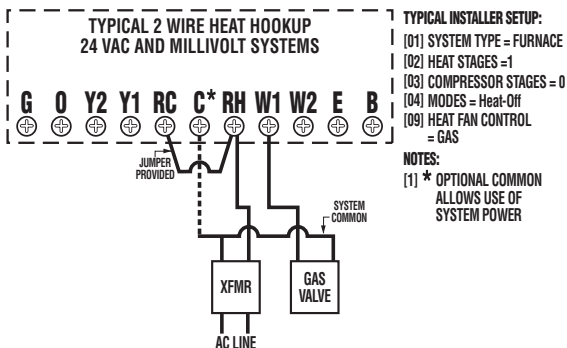 TYPICAL 2 WIRE HEAT HOOKUP
24 VAC AND MILLIVOLT SYSTEMS
G O Y2 Y1 RC C* RH W1 W2 E B
JUMPER
PROVIDED
SYSTEM
COMMON
XFMR
GAS
VALVE
AC LINE
TYPICAL INSTALLER SETUP:
[01] SYSTEM TYPE = FURNACE
[02] HEAT STAGES =1
[03] COMPRESSOR STAGES = 0
[04] MODES = Heat-Off
[09] HEAT FAN CONTROL
= GAS
NOTES:
[1] * OPTIONAL COMMON
ALLOWS USE OF
SYSTEM POWER